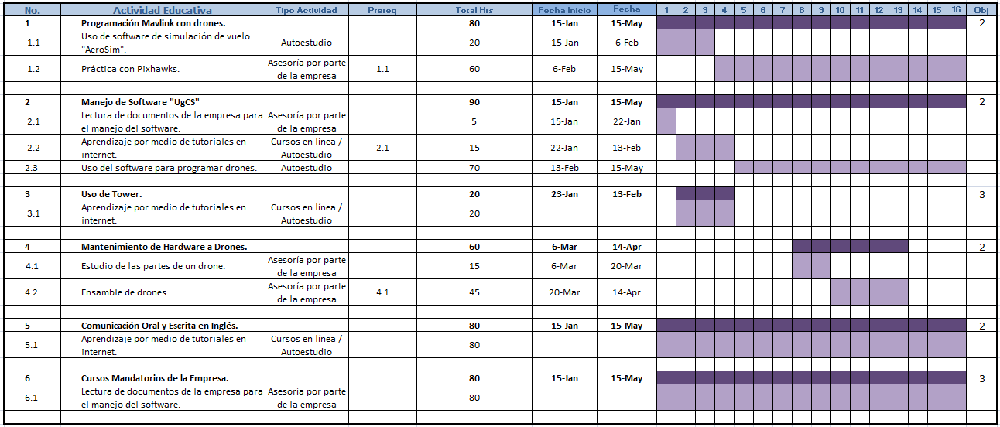 No. Actividad Educativa Tipo Actividad Prereq Total Hrs Fecha Inicio Fecha 1 2 3 4 5 6 7 8 9 10 11 12 13 14 15 16 Obj
1 Programación Mavlink con drones. 80 15-Jan 15-May 2
1.1 Uso de software de simulación de vuelo "AeroSim". Autoestudio 20 15-Jan 6-Feb
1.2 Práctica con Pixhawks. Asesoría por parte de la empresa 1.1 60 6-Feb 15-May
2 Manejo de Software "UgCS" 90 15-Jan 15-May 2
2.1 Lectura de documentos de la empresa para el manejo del software. Asesoría por parte de la empresa 5 15-Jan 22-Jan
2.2 Aprendizaje por medio de tutoriales en internet. Cursos en línea / Autoestudio 2.1 15 22-Jan 13-Feb
2.3 Uso del software para programar drones. Autoestudio 70 13-Feb 15-May
3 Uso de Tower. 20 23-Jan 13-Feb 3
3.1 Aprendizaje por medio de tutoriales en internet. Cursos en línea / Autoestudio 20
4 Mantenimiento de Hardware a Drones. 60 6-Mar 14-Apr 2
4.1 Estudio de las partes de un drone. Asesoría por parte de la empresa 15 6-Mar 20-Mar
4.2 Ensamble de drones. Asesoría por parte de la empresa 4.1 45 20-Mar 14-Apr
5 Comunicación Oral y Escrita en Inglés. 80 15-Jan 15-May 2
5.1 Aprendizaje por medio de tutoriales en internet. Cursos en línea / Autoestudio 80
6 Cursos Mandatorios de la Empresa. 80 15-Jan 15-May 3
6.1 Lectura de documentos de la empresa para el manejo del software. Asesoría por parte de la empresa 80